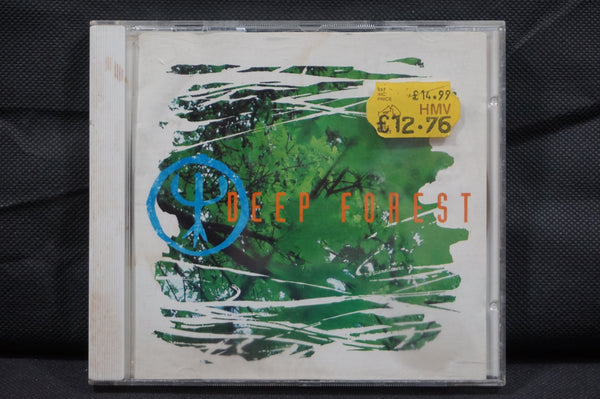 £14.99
HMV
£12.76
DEEP FOREST